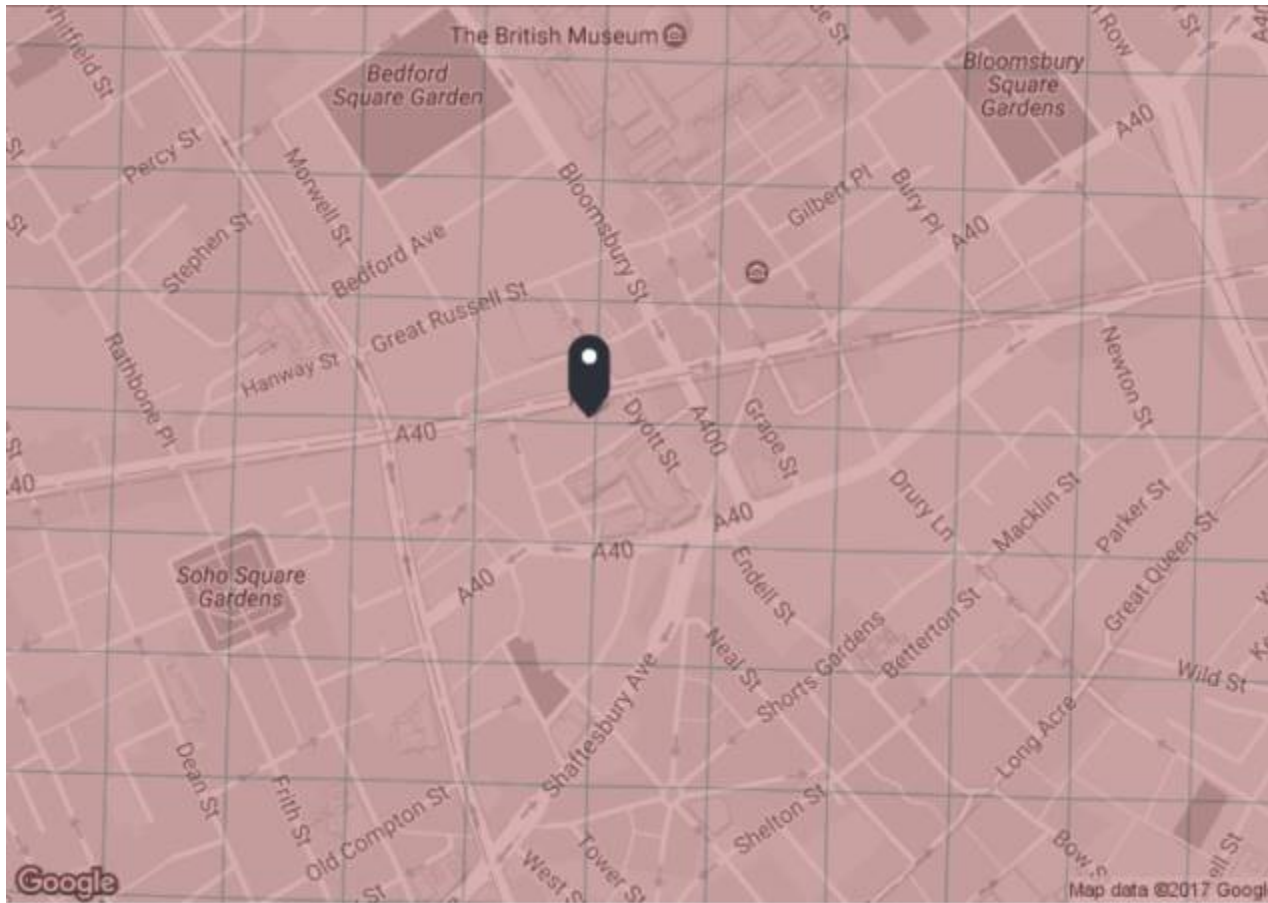 Whitfield St
The British Museum
Bedford
Square Garden
Bloomsbury
Square
Gardens
A40
Percy St
Morwell St
Bloomsbury St
Gilbert Pl
Bury Pl
A40
Stephen St
Bedford Ave
Great Russell St
Rathbone Pl
Hanway St
Newton St
A40
Dyott St
A400
Grape St
A40
Drury Ln
Macklin St
Parker St
Great Queen St
A40
A40
Soho Square
Gardens
A40
Endell St
Neal St
Shorts Gardens
Betterton St
Wild St
Shaftesbury Ave
Long Acre
Dean St
Frith St
Old Compton St
Shelton St
Tower St
West S
Bow S
ell St
Google
Map data ©2017 Googl